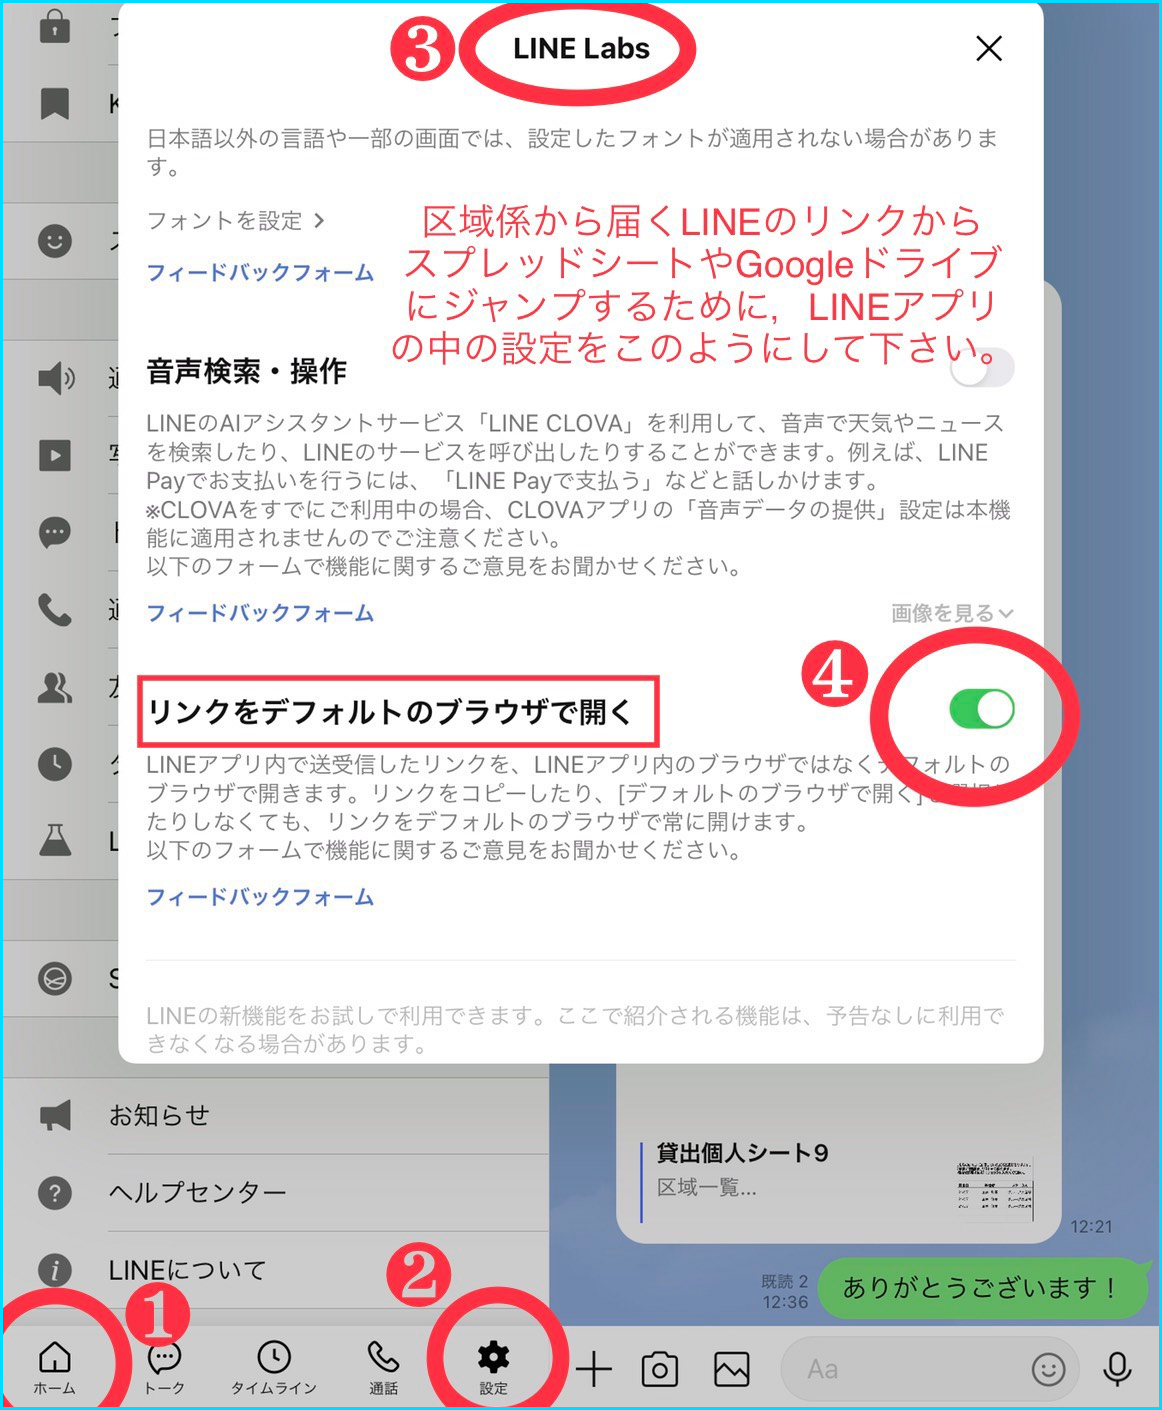 ❸ LINE Labs
日本語以外の言語や一部の画面では、設定したフォントが適用されない場合がありま
す。
フォントを設定
フィードバックフォーム
区域係から届くLINEのリンクから
スプレッドシートやGoogleドライブ
にジャンプするために，LINEアプリ
の中の設定をこのようにして下さい。
音声検索・操作
LINEのAIアシスタントサービス「LINE CLOVA」を利用して、音声で天気やニュース
を検索したり、LINEのサービスを呼び出したりすることができます。例えば、LINE
Payでお支払いを行うには、「LINE Payで支払う」などと話しかけます。
※CLOVAをすでにご利用中の場合、CLOVAアプリの「音声データの提供」設定は本機
能に適用されませんのでご注意ください。
以下のフォームで機能に関するご意見をお聞かせください。
フィードバックフォーム
画像を見る
❹
リンクをデフォルトのブラウザで開く
LINEアプリ内で送受信したリンクを、LINEアプリ内のブラウザではなくデフォルトの
ブラウザで開きます。リンクをコピーしたり、[デフォルトのブラウザで開く]
たりしなくても、リンクをデフォルトのブラウザで常に開けます。
以下のフォームで機能に関するご意見をお聞かせください。
フィードバックフォーム
LINEの新機能をお試しで利用できます。ここで紹介される機能は、予告なしに利用で
きなくなる場合があります。
お知らせ
ヘルプセンター
LINEについて
貸出個人シート9
区域一覧...
12:21
既読 2
12:36
ありがとうございます！
❶
❷
ホーム
トーク
タイムライン
通話
設定
Aa